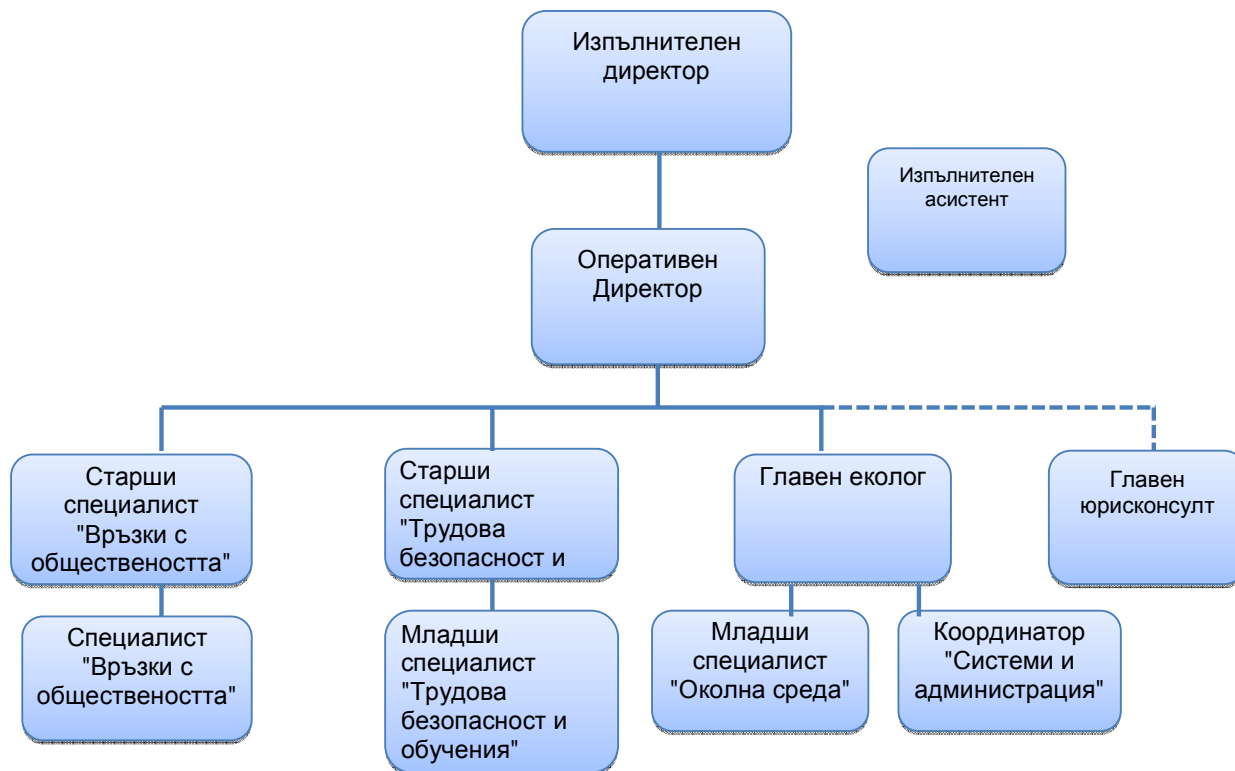 Изпълнителен
директор
Изпълнителен
асистент
Оперативен
Директор
Старши
специалист
"Връзки с
обществеността"
Старши
специалист
"Трудова
безопасност и
Главен еколог
Главен
юрисконсулт
Специалист
"Връзки с
обществеността"
Младши
специалист
"Трудова
безопасност и
обучения"
Младши
специалист
"Околна среда"
Координатор
"Системи и
администрация"